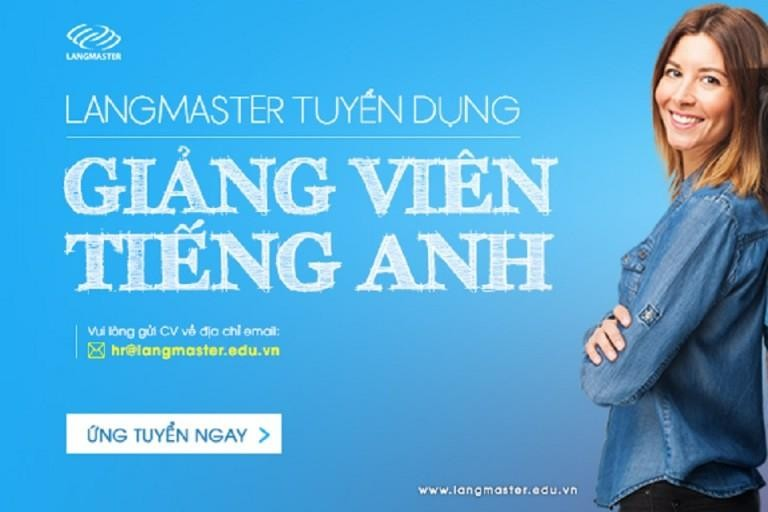 LANGMASTER
LANGMASTER TUYỂN DỤNG
GIẢNG VIÊN
TIẾNG ANH
Vui lòng gửi CV về địa chỉ email:
hr@langmaster.edu.vn
ỨNG TUYỂN NGAY
www.langmaster.edu.vn